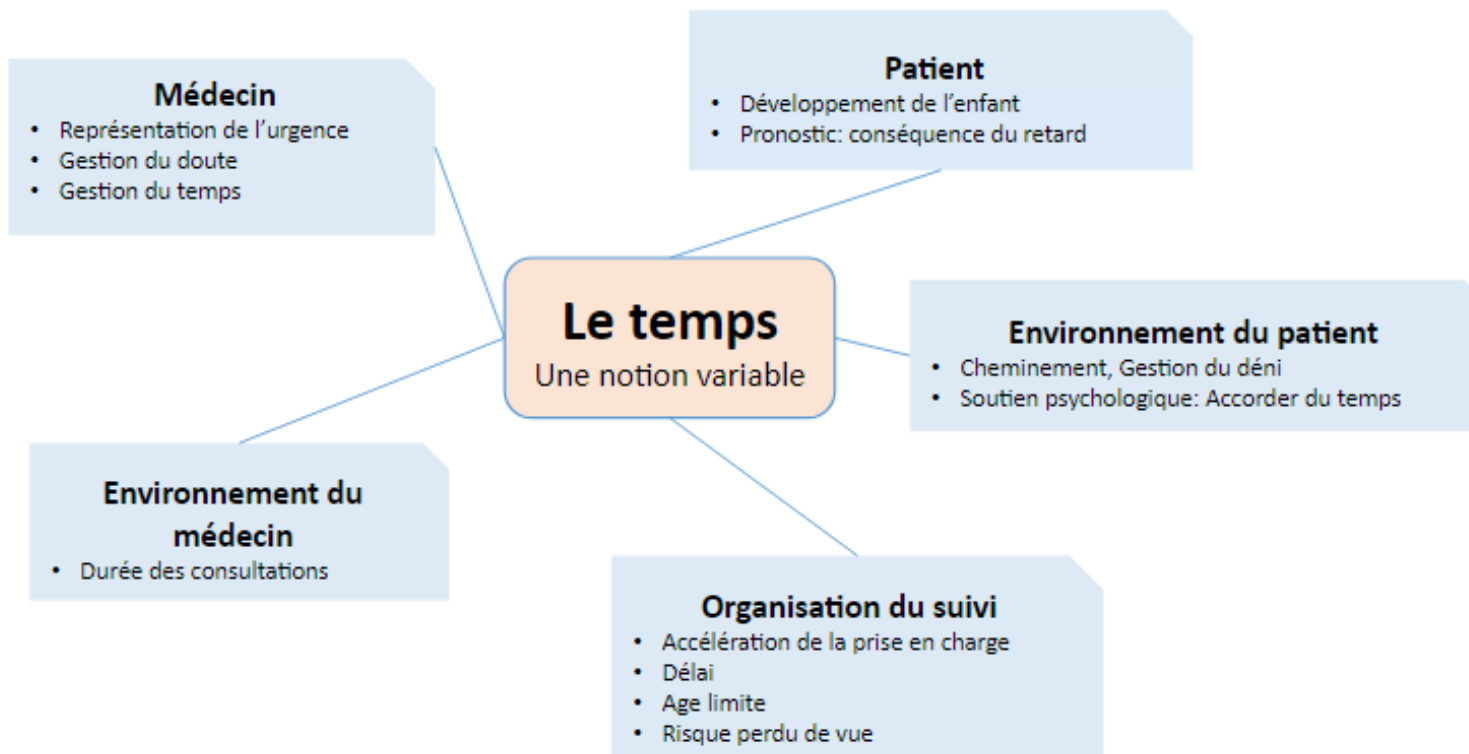 Médecin
• Représentation de l'urgence
• Gestion du doute
• Gestion du temps
Patient
• Développement de l'enfant
• Pronostic: conséquence du retard
Le temps
Une notion variable
Environnement du patient
• Cheminement, Gestion du déni
• Soutien psychologique: Accorder du temps
Environnement du
médecin
• Durée des consultations
Organisation du suivi
• Accélération de la prise en charge
• Délai
• Age limite
• Risque perdu de vue